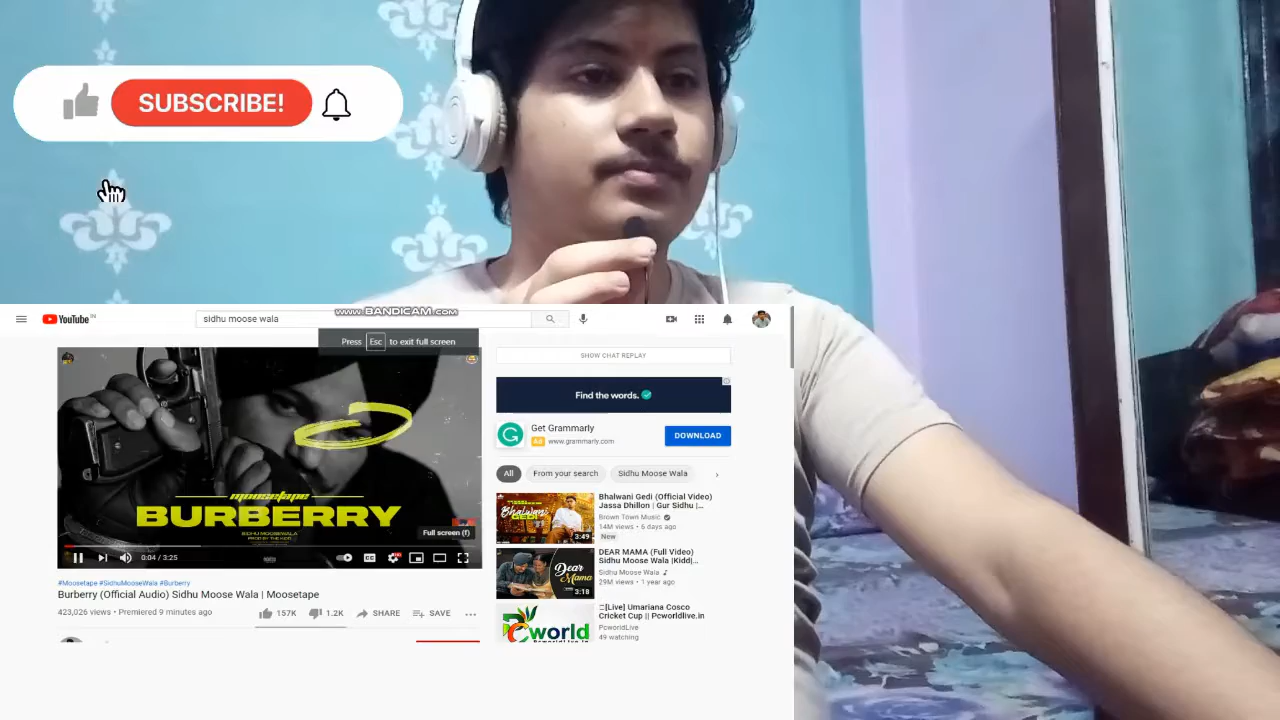 SUBSCRIBE!
YouTube IN
sidhu moose wala
WWW.BANDICAM.COM
Press Esc to exit full screen
moosetape
BURBERRY
SIDHU MOOSEWALA
Full screen (f)
0:04 / 3:25
CC
HD
#Moosetape #SidhuMooseWala #Burberry
Burberry (Official Audio) Sidhu Moose Wala | Moosetape
423,026 views • Premiered 9 minutes ago
157K
1.2K
SHARE
SAVE
SHOW CHAT REPLAY
Find the words.
Get Grammarly
Ad www.grammarly.com
DOWNLOAD
All
From your search
Sidhu Moose Wala
3:49
Bhalwani Gedi (Official Video)
Jassa Dhillon | Gur Sidhu |...
Brown Town Music
14M views • 6 days ago
New
Dear Mama
3:18
DEAR MAMA (Full Video)
Sidhu Moose Wala |Kidd|...
Sidhu Moose Wala
29M views • 1 year ago
[Live] Umariana Cosco
Cricket Cup || Pcworldlive.in
PcworldLive
49 watching